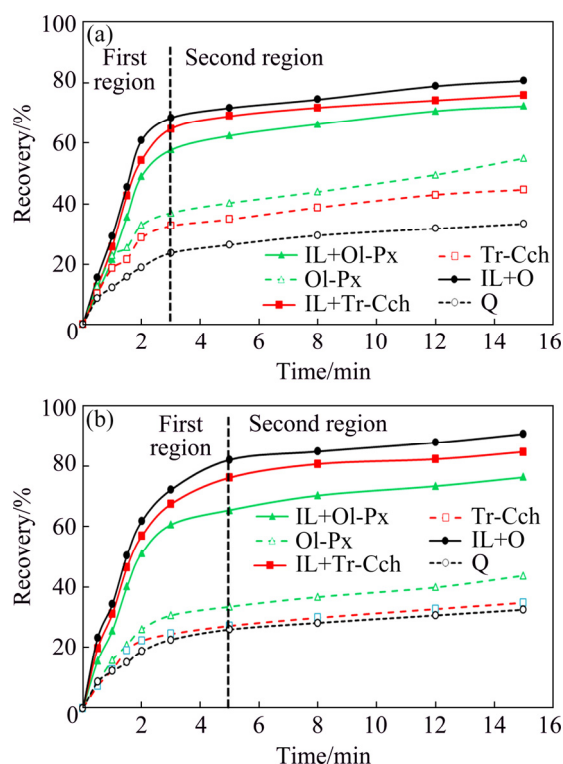 100
(a)
First
region
Second region
80
60
40
20
0
Recovery/%
IL+Ol-Px
Ol-Px
IL+Tr-Cch
Tr-Cch
IL+O
Q
2 4 6 8 10 12 14 16
Time/min
100
(b)
First
region
Second region
80
60
40
20
0
Recovery/%
IL+Ol-Px
Ol-Px
IL+Tr-Cch
Tr-Cch
IL+O
Q
2 4 6 8 10 12 14 16
Time/min